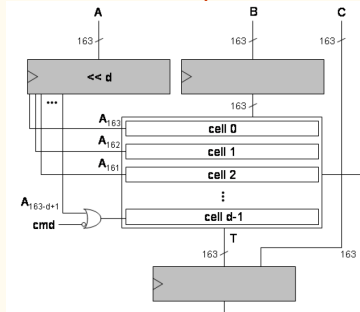 A
B
C
163
163
163
<< d
...
163
A163
cell 0
A162
cell 1
A161
cell 2
⋮
A163-d+1
cell d-1
cmd
T
163
163